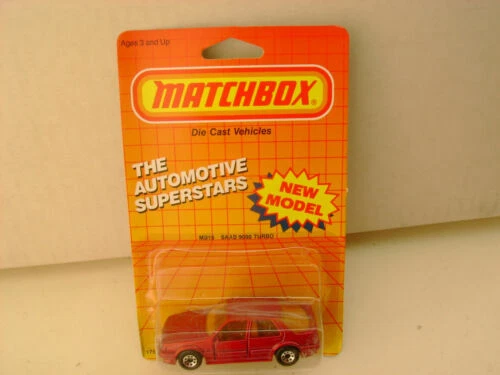 Ages 3 and Up
MATCHBOX
Die Cast Vehicles
THE
AUTOMOTIVE
SUPERSTARS
NEW
MODEL
SAAB 9000 TURBO